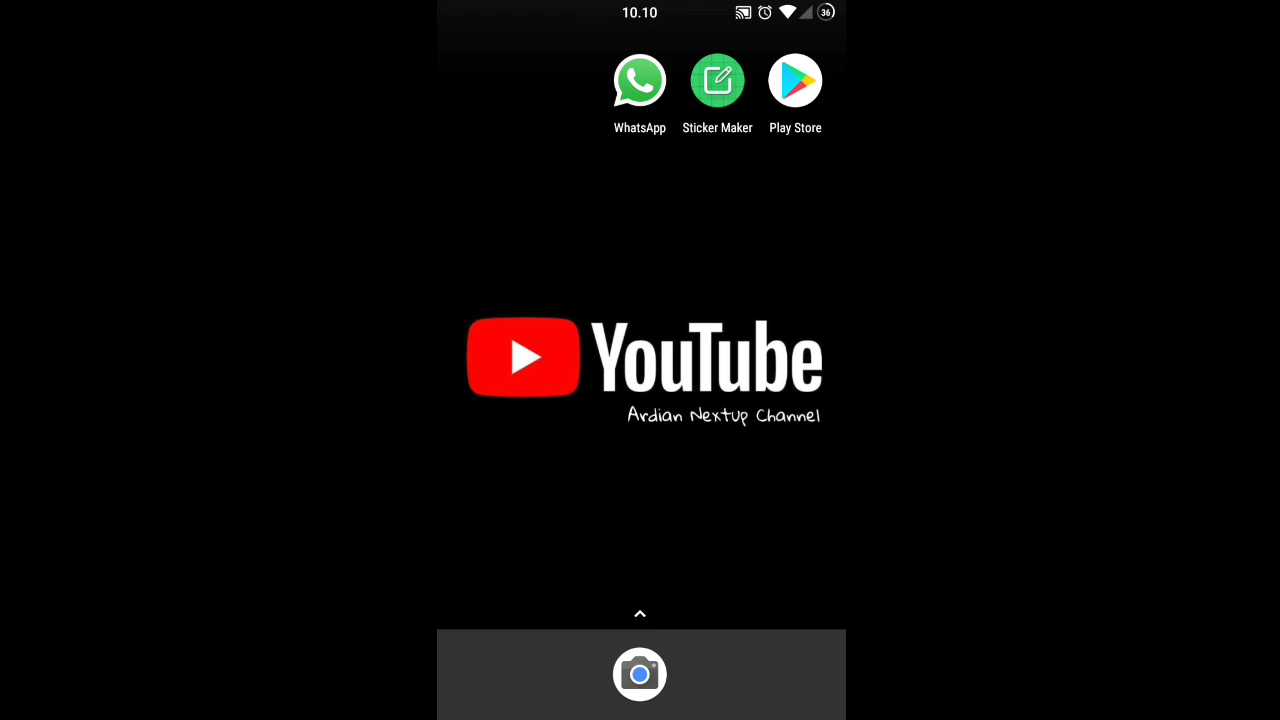 10.10
36
WhatsApp
Sticker Maker
Play Store
YouTube
Ardian Nextup Channel